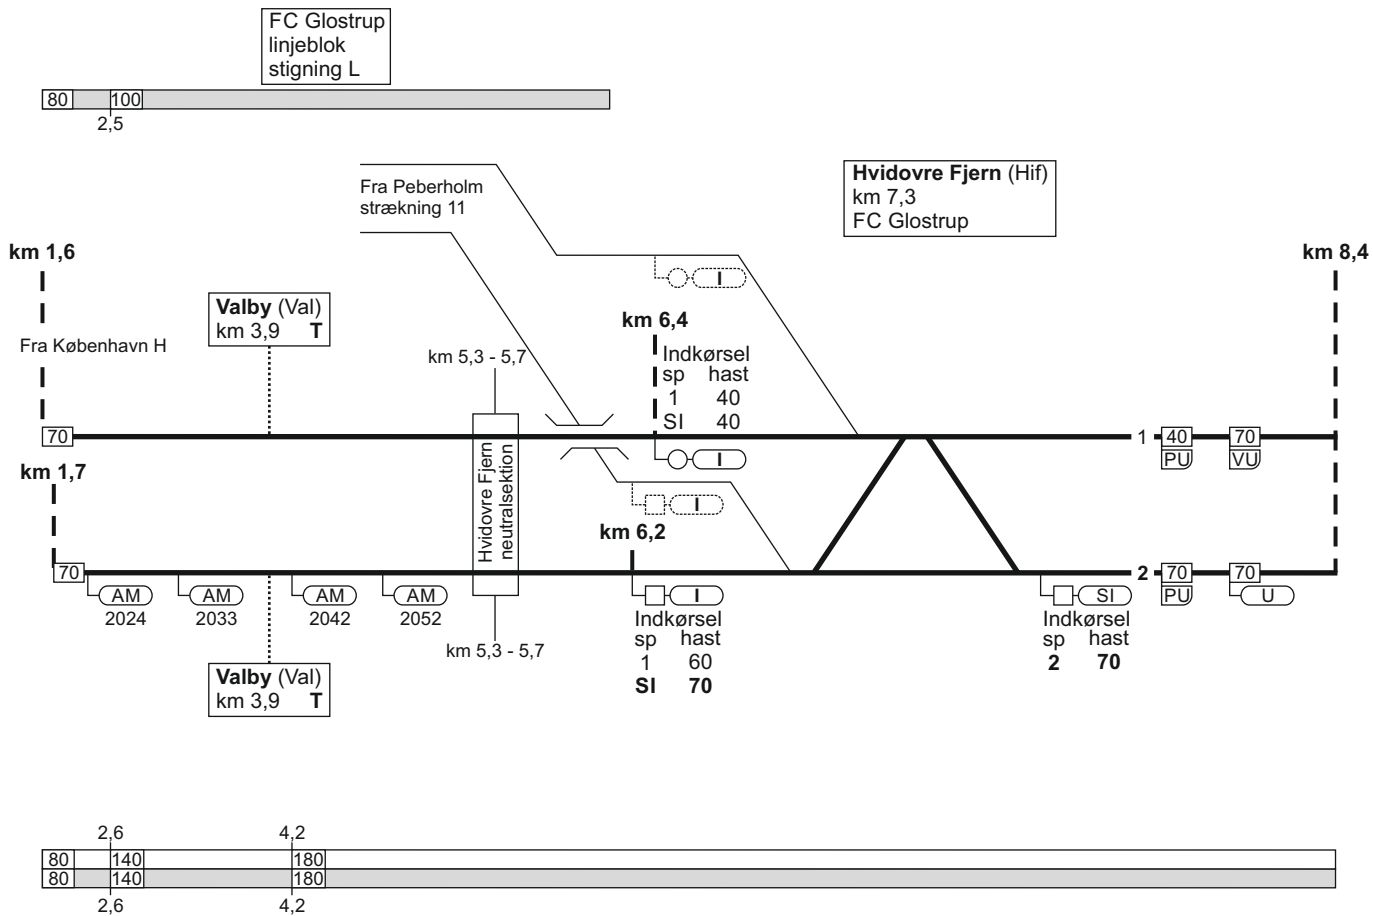 FC Glostrup
linjeblok
stigning L
80 100
2,5
Fra Peberholm
strækning 11
Hvidovre Fjern (Hif)
km 7,3
FC Glostrup
km 1,6
km 8,4
I
Valby (Val)
km 3,9 T
km 6,4
Fra København H
km 5,3 - 5,7
Indkørsel
sp hast
1 40
SI 40
70
1 40 70
I
PU VU
km 1,7
Hvidovre Fjern
neutralsektion
I
km 6,2
70
2 70 70
AM AM AM AM
2024 2033 2042 2052
I
SI
PU U
Indkørsel
sp hast
1 60
SI 70
Indkørsel
sp hast
2 70
km 5,3 - 5,7
Valby (Val)
km 3,9 T
2,6 4,2
80 140 180
80 140 180
2,6 4,2